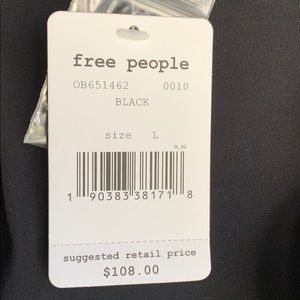 free people
OB651462 0010
BLACK
size L
FL_02
1 90383 38171 8
suggested retail price
$108.00